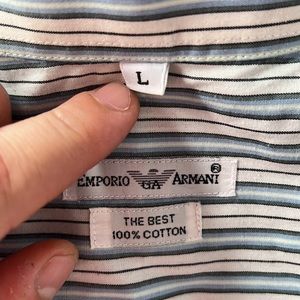 L
EMPORIO GA ARMANI ®
THE BEST
100% COTTON